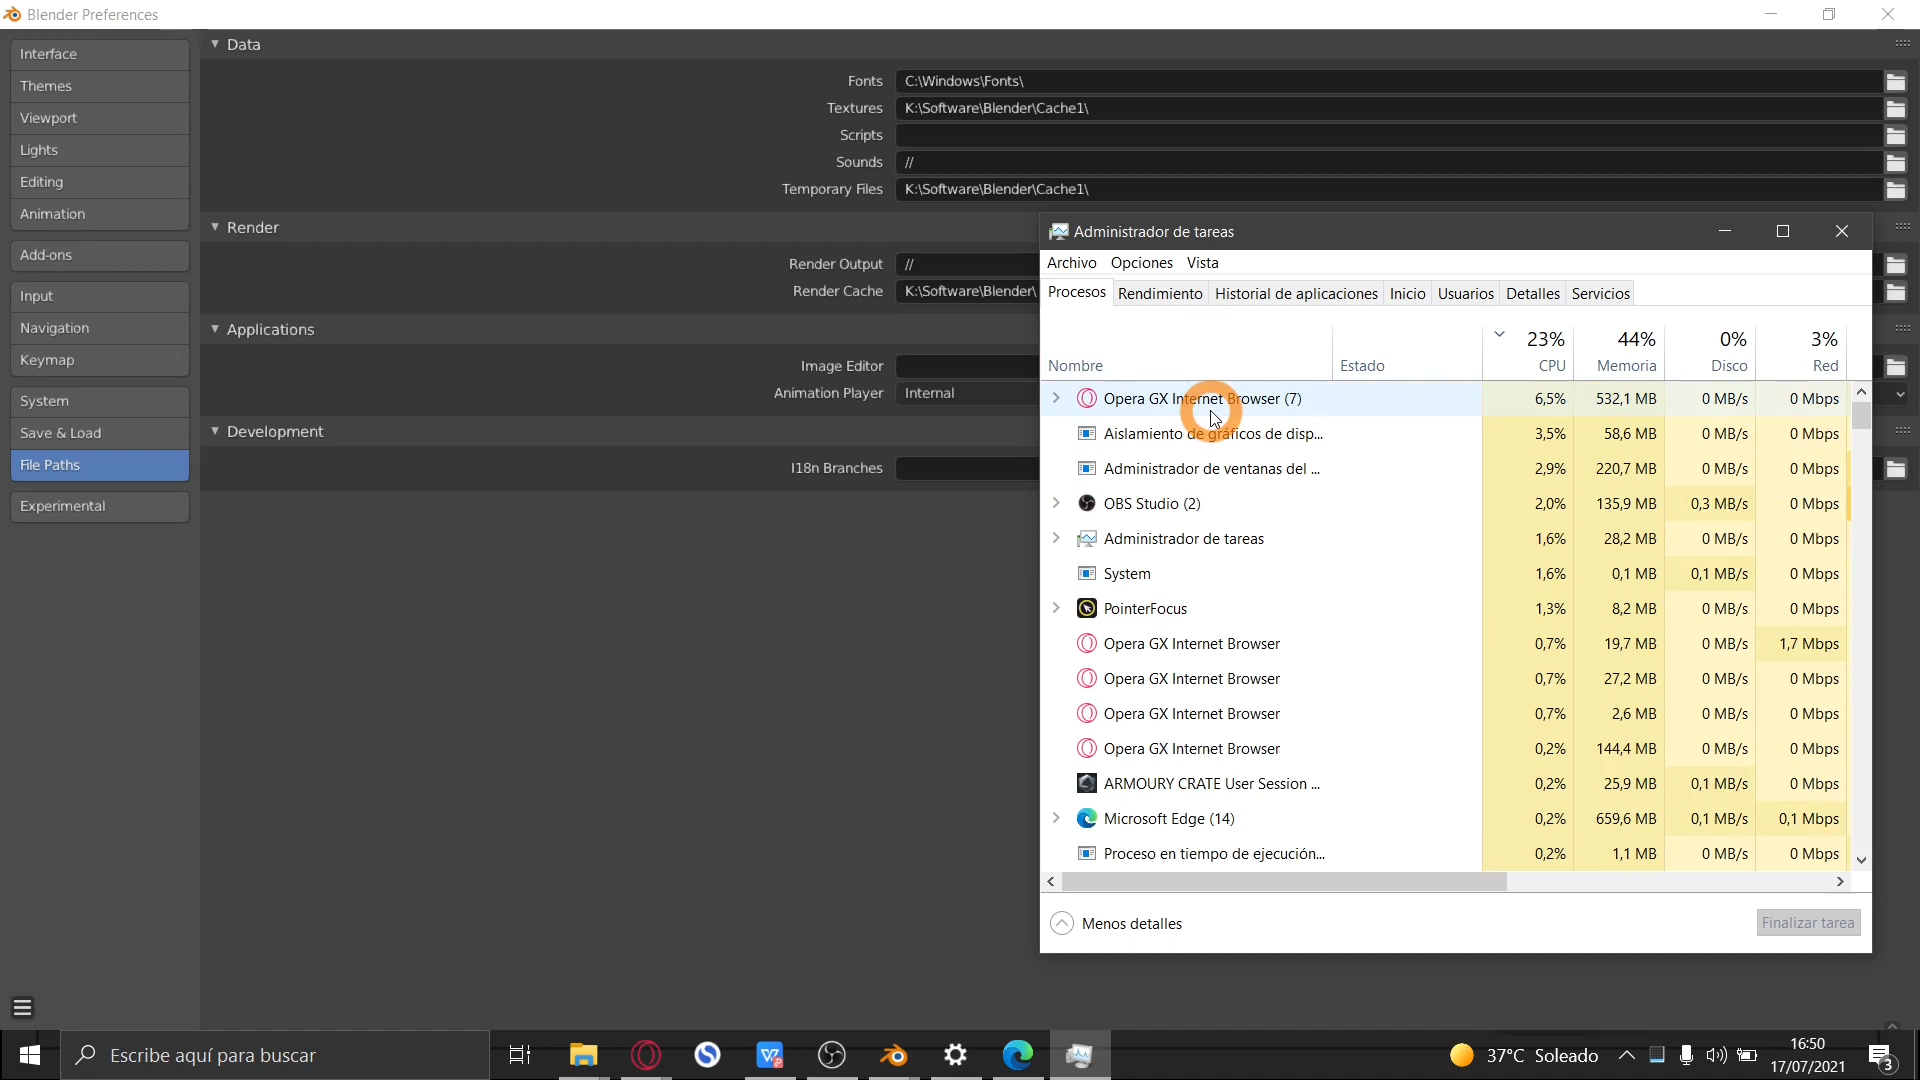 Blender Preferences
Interface
Themes
Viewport
Lights
Editing
Animation
Add-ons
Input
Navigation
Keymap
System
Save & Load
File Paths
Experimental
Data
Fonts C:\Windows\Fonts\
Textures K:\Software\Blender\Cache1\
Scripts
Sounds //
Temporary Files K:\Software\Blender\Cache1\
Render
Render Output //
Render Cache K:\Software\Blender\
Applications
Image Editor
Animation Player Internal
Development
I18n Branches
Administrador de tareas
Archivo Opciones Vista
Procesos Rendimiento Historial de aplicaciones Inicio Usuarios Detalles Servicios
23% 44% 0% 3%
Nombre Estado CPU Memoria Disco Red
Opera GX Internet Browser (7) 6,5% 532,1 MB 0 MB/s 0 Mbps
Aislamiento de gráficos de disp... 3,5% 58,6 MB 0 MB/s 0 Mbps
Administrador de ventanas del ... 2,9% 220,7 MB 0 MB/s 0 Mbps
OBS Studio (2) 2,0% 135,9 MB 0,3 MB/s 0 Mbps
Administrador de tareas 1,6% 28,2 MB 0 MB/s 0 Mbps
System 1,6% 0,1 MB 0,1 MB/s 0 Mbps
PointerFocus 1,3% 8,2 MB 0 MB/s 0 Mbps
Opera GX Internet Browser 0,7% 19,7 MB 0 MB/s 1,7 Mbps
Opera GX Internet Browser 0,7% 27,2 MB 0 MB/s 0 Mbps
Opera GX Internet Browser 0,7% 2,6 MB 0 MB/s 0 Mbps
Opera GX Internet Browser 0,2% 144,4 MB 0 MB/s 0 Mbps
ARMOURY CRATE User Session ... 0,2% 25,9 MB 0,1 MB/s 0 Mbps
Microsoft Edge (14) 0,2% 659,6 MB 0,1 MB/s 0,1 Mbps
Proceso en tiempo de ejecución... 0,2% 1,1 MB 0 MB/s 0 Mbps
Menos detalles Finalizar tarea
Escribe aquí para buscar
37°C Soleado
16:50
17/07/2021
3